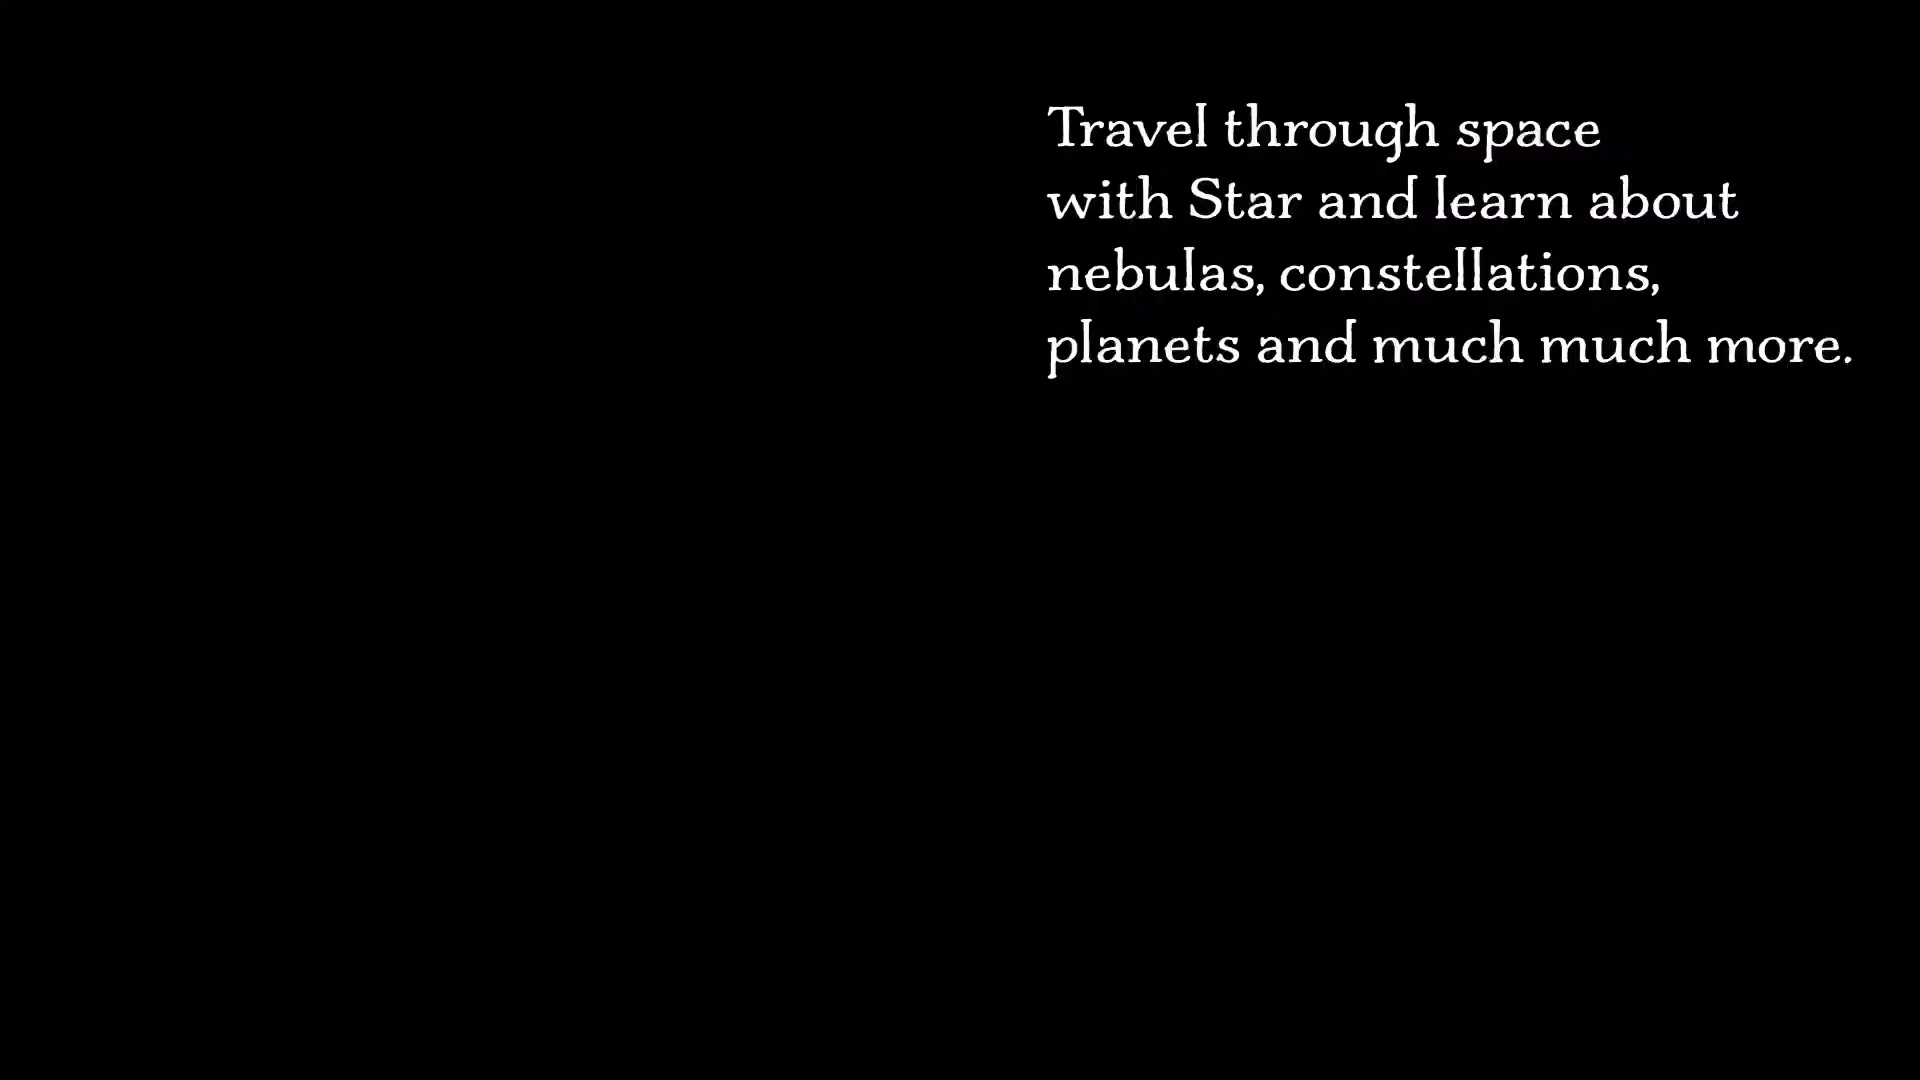 Travel through space
with Star and learn about
nebulas, constellations,
planets and much much more.